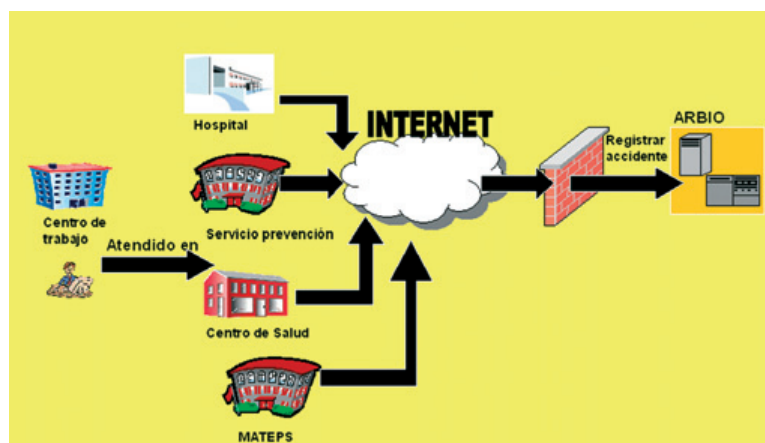 Hospital
INTERNET
ARBIO
Registrar
accidente
Centro de
trabajo
Servicio prevención
Atendido en
Centro de Salud
MATEPS